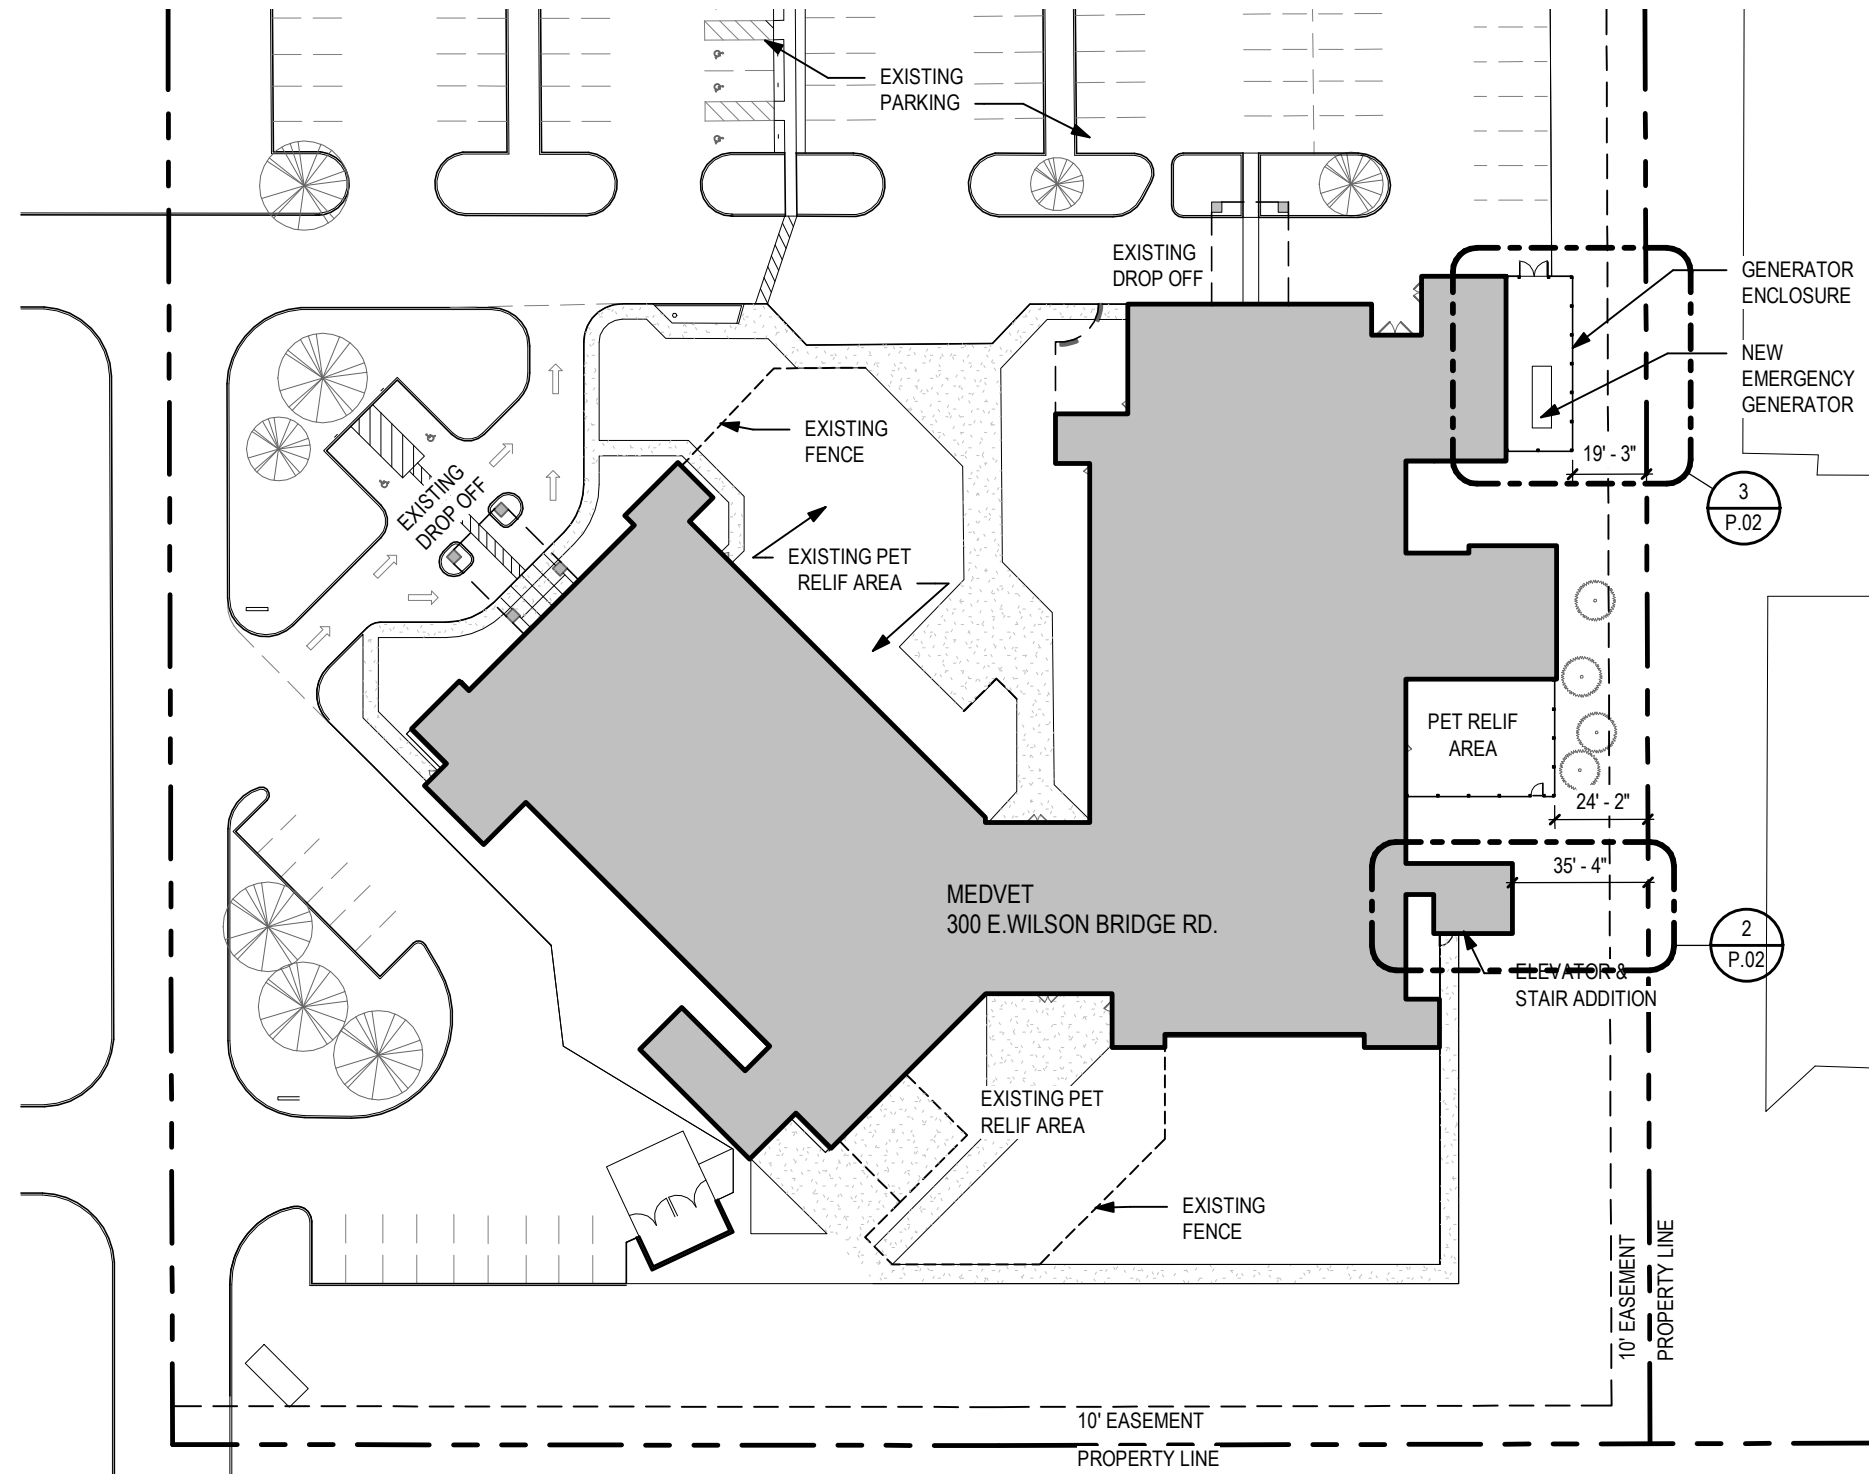 EXISTING
PARKING
EXISTING
DROP OFF
GENERATOR
ENCLOSURE
NEW
EMERGENCY
GENERATOR
EXISTING
FENCE
19' - 3"
EXISTING
DROP OFF
3
P.02
EXISTING PET
RELIF AREA
PET RELIF
AREA
24' - 2"
35' - 4"
MEDVET
300 E.WILSON BRIDGE RD.
2
P.02
ELEVATOR &
STAIR ADDITION
EXISTING PET
RELIF AREA
EXISTING
FENCE
10' EASEMENT
PROPERTY LINE
10' EASEMENT
PROPERTY LINE